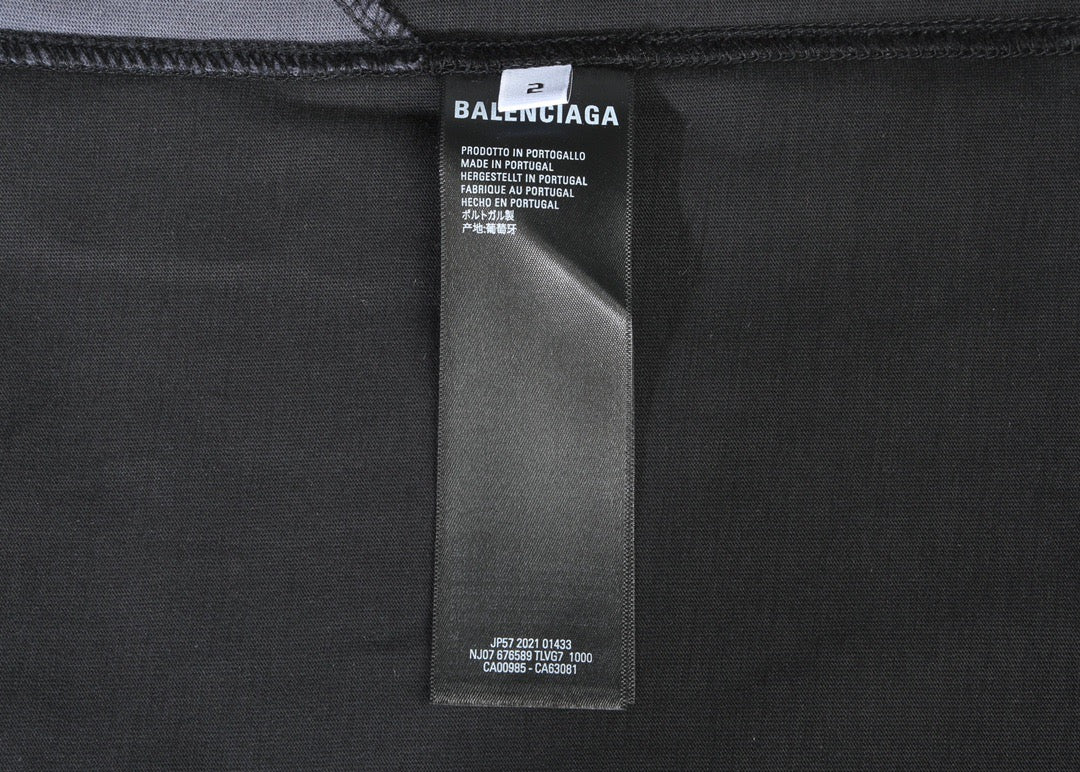 2
BALENCIAGA
PRODOTTO IN PORTOGALLO
MADE IN PORTUGAL
HERGESTELLT IN PORTUGAL
FABRIQUE AU PORTUGAL
HECHO EN PORTUGAL
ポルトガル製
产地:葡萄牙
JP57 2021 01433
NJ07 676589 TLVG7 1000
CA00985 - CA63081